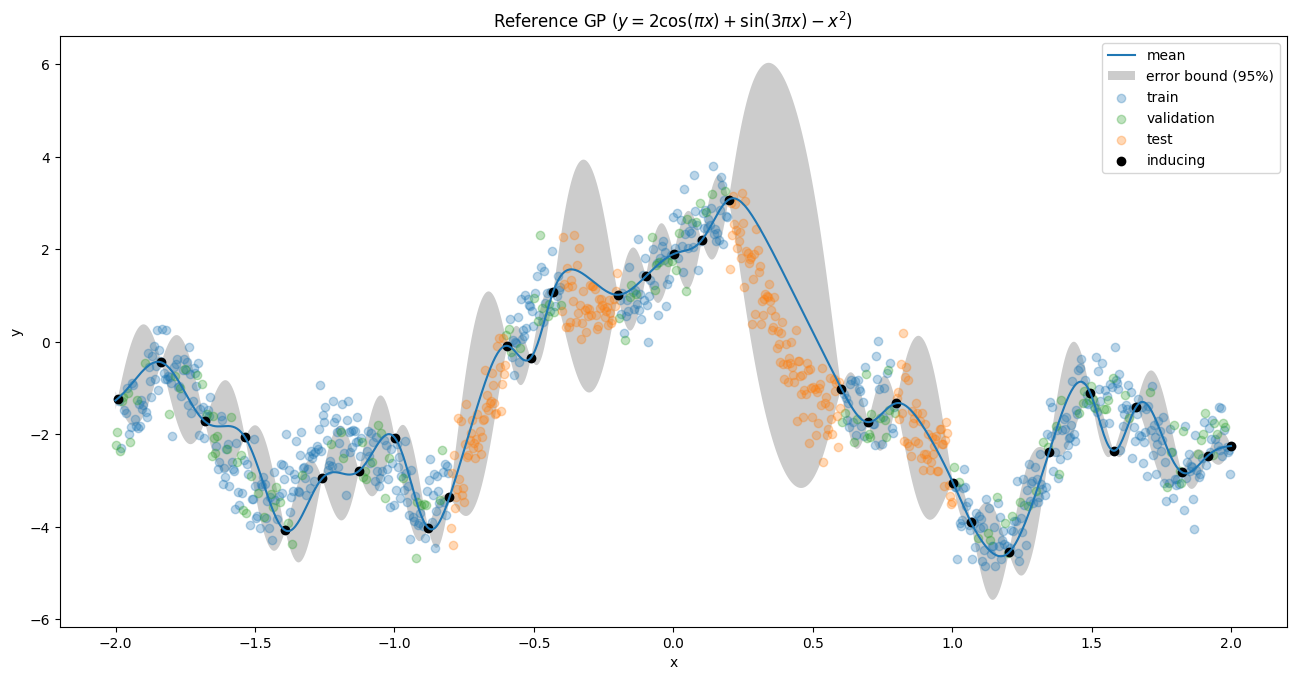 Reference GP (y = 2cos(πx) + sin(3πx) − x²)
mean
error bound (95%)
train
validation
test
inducing
y
6
4
2
0
−2
−4
−6
−2.0 −1.5 −1.0 −0.5 0.0 0.5 1.0 1.5 2.0
x